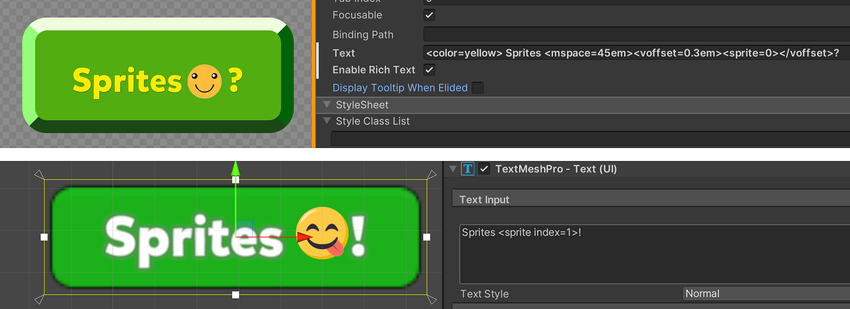 Focusable
Binding Path
Text
<color=yellow> Sprites <mspace=45em><voffset=0.3em><sprite=0></voffset>?
Enable Rich Text
Display Tooltip When Elided
StyleSheet
Style Class List
Sprites ?
TextMeshPro - Text (UI)
Text Input
Sprites <sprite index=1>!
Text Style
Normal
Sprites !